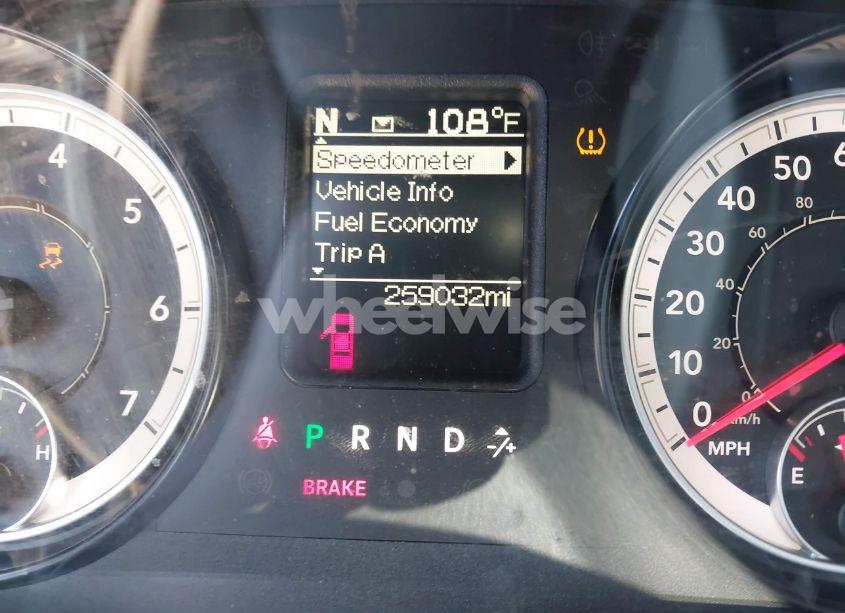 N 108°F
Speedometer
Vehicle Info
Fuel Economy
Trip A
259032mi
wheelwise
P R N D -/+
BRAKE
4
5
6
7
H
50
40
30
20
10
0
MPH
80
60
40
20
0
km/h
E